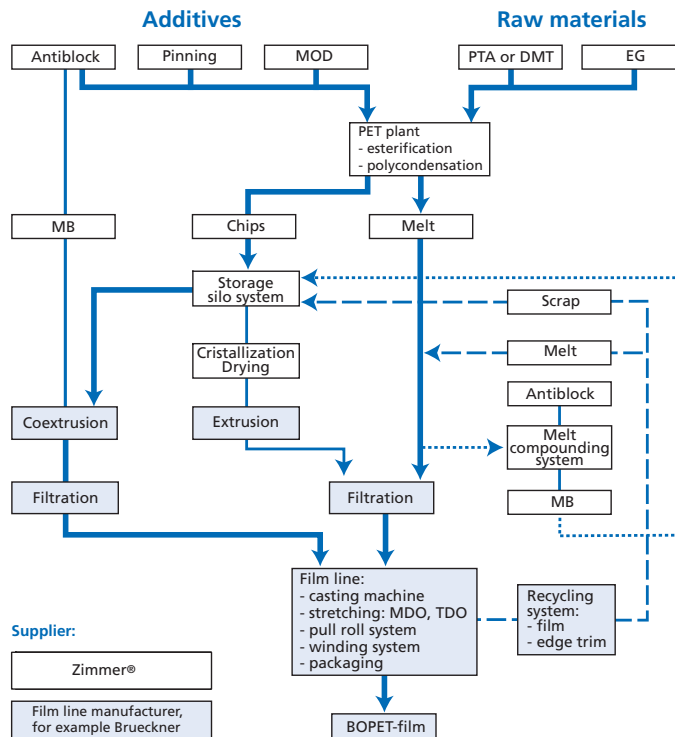 Additives
Raw materials
Antiblock
Pinning
MOD
PTA or DMT
EG
PET plant
- esterification
- polycondensation
MB
Chips
Melt
Storage
silo system
Scrap
Cristallization
Drying
Melt
Antiblock
Coextrusion
Extrusion
Melt
compounding
system
Filtration
Filtration
MB
Film line:
- casting machine
- stretching: MDO, TDO
- pull roll system
- winding system
- packaging
Recycling
system:
- film
- edge trim
Supplier:
Zimmer®
Film line manufacturer,
for example Brueckner
BOPET-film